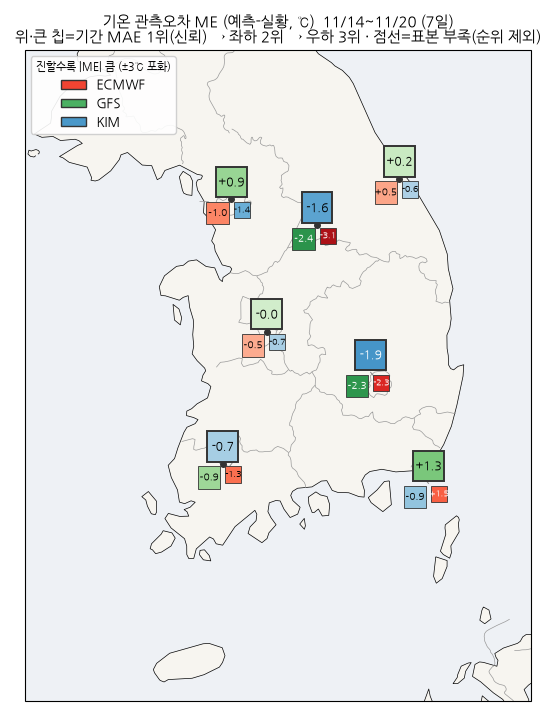 기온 관측오차 ME (예측-실황, ℃) 11/14~11/20 (7일)
위·큰 칩=기간 MAE 1위(신뢰) → 좌하 2위 → 우하 3위 · 점선=표본 부족(순위 제외)
진할수록 |ME| 큼 (±3℃ 포화)
ECMWF
GFS
KIM
+0.2
+0.5 -0.6
+0.9
-1.0 -1.4
-1.6
-2.4 -3.1
-0.0
-0.5 -0.7
-1.9
-2.3 -2.3
-0.7
-0.9 -1.3
+1.3
-0.9 +1.5